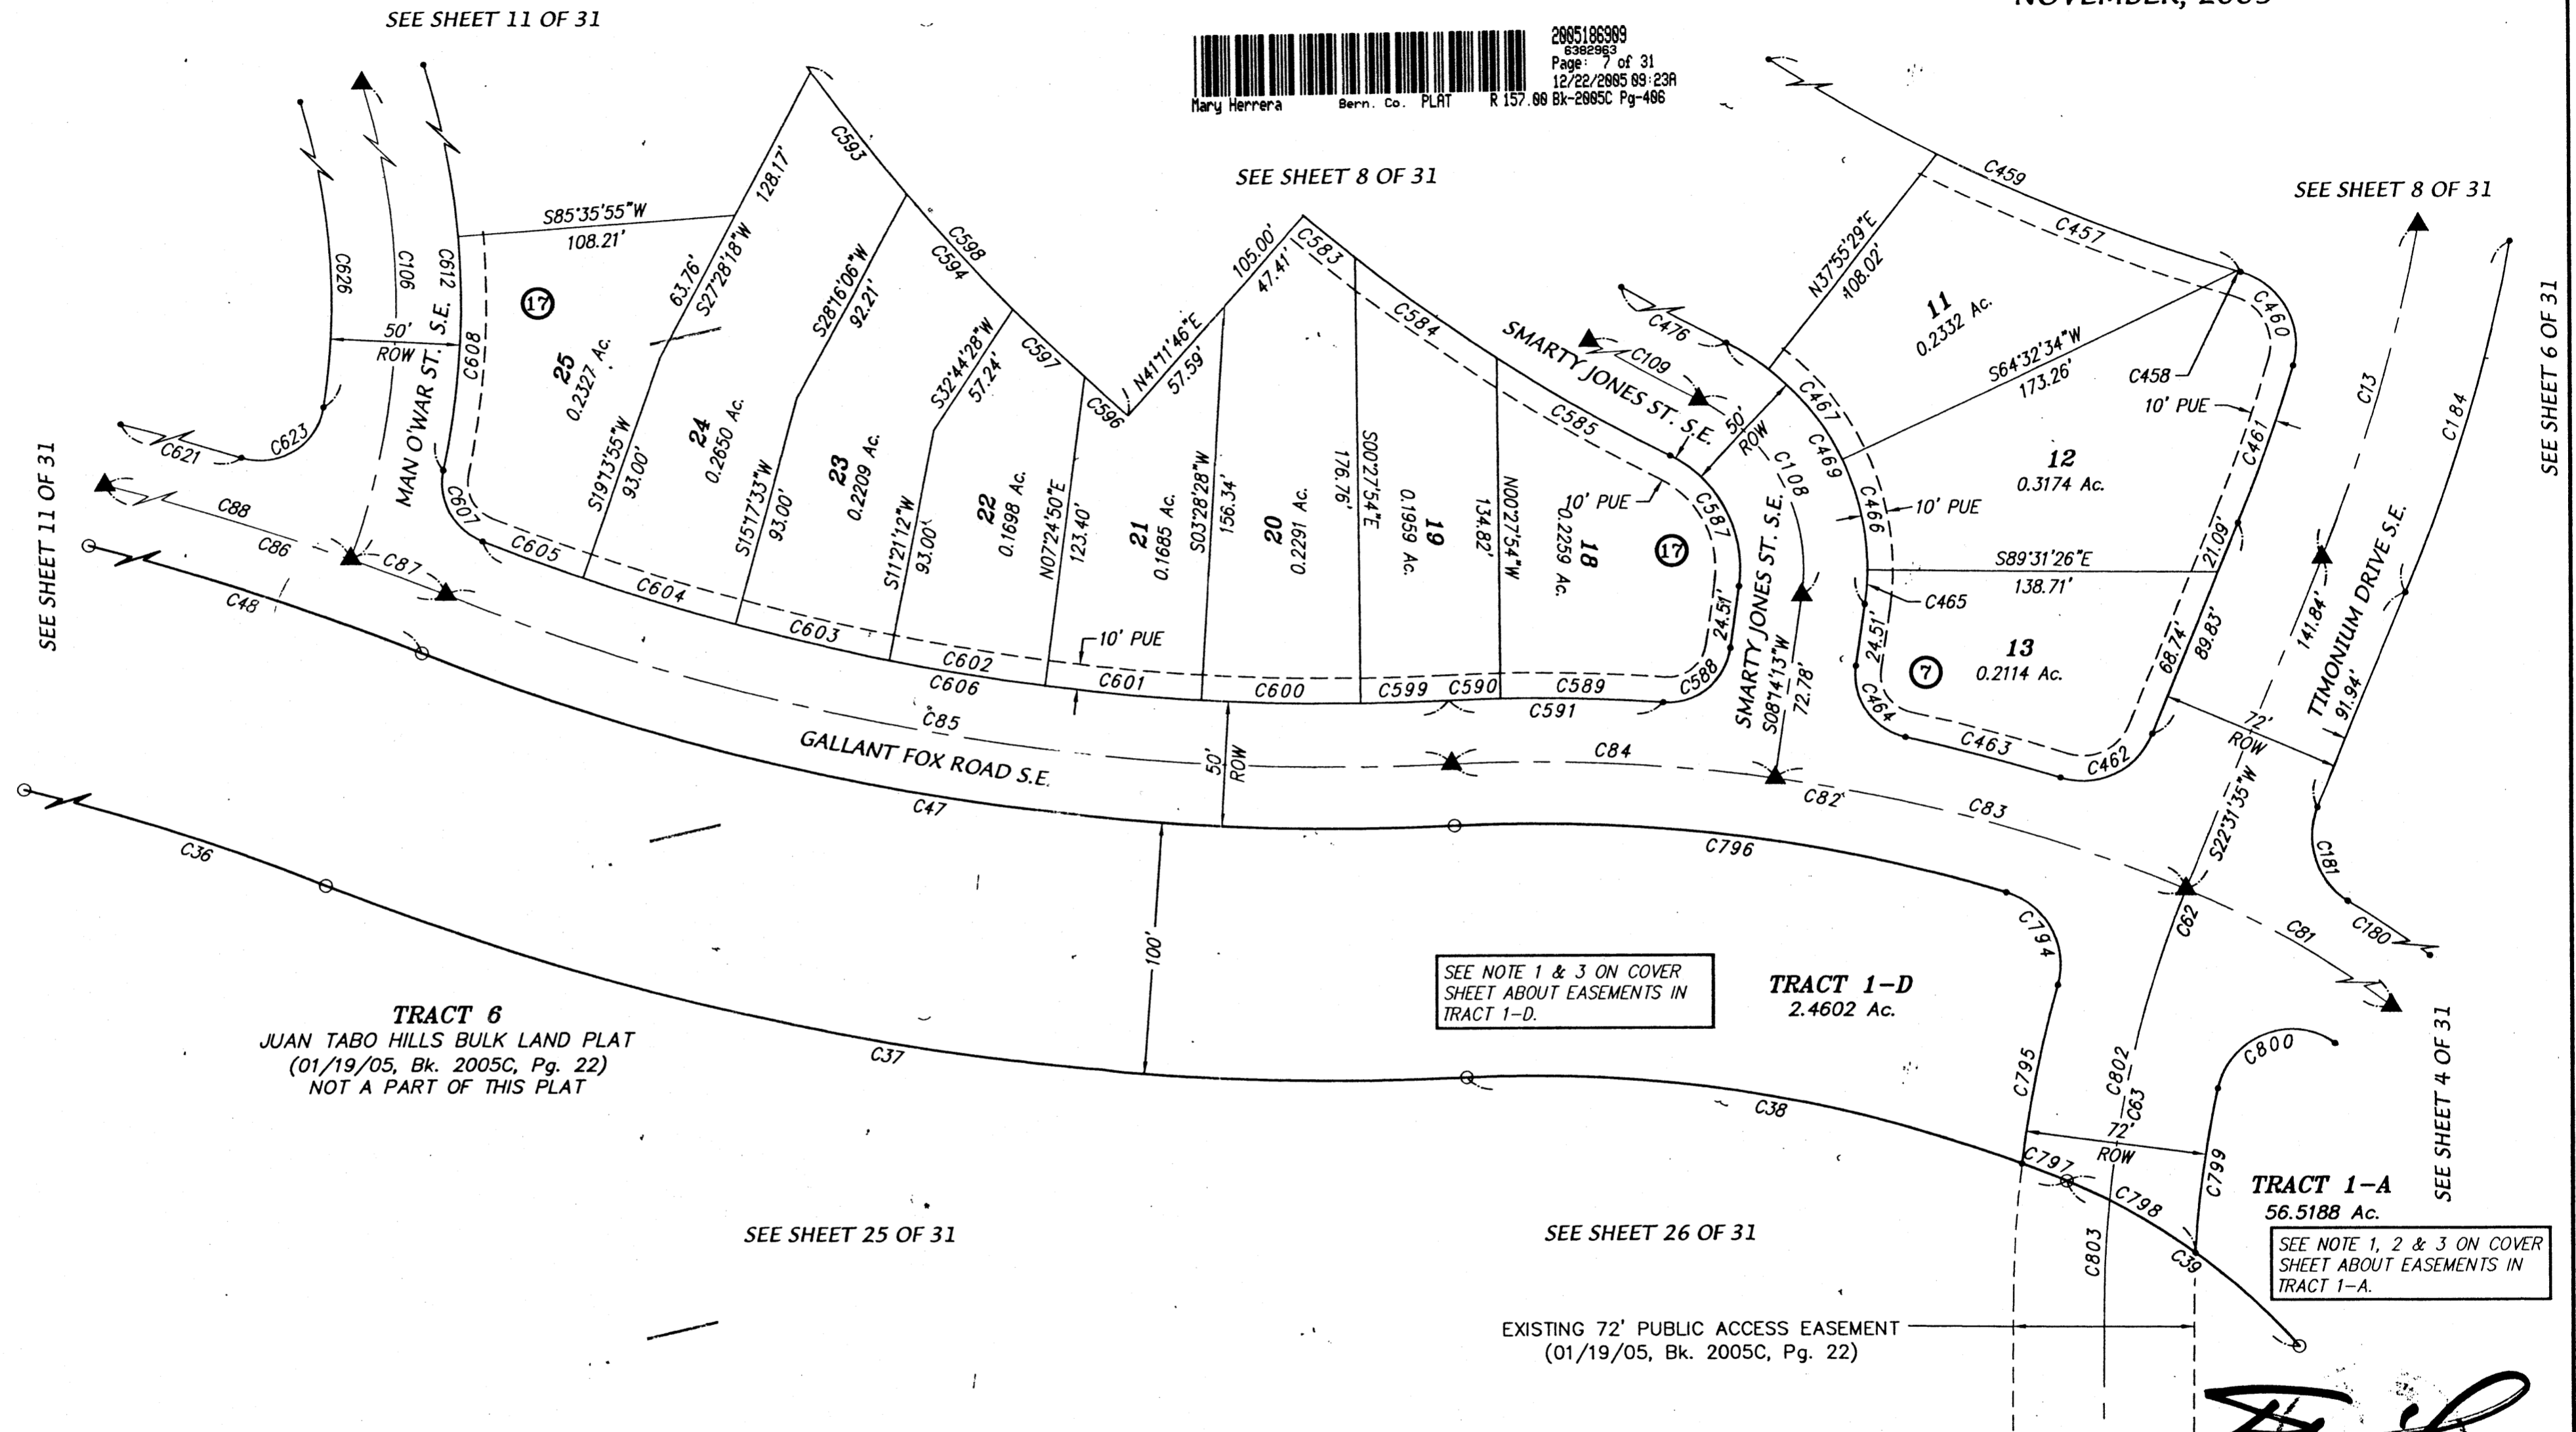 SEE SHEET 11 OF 31
2005186909
6382963
Page: 7 of 31
12/22/2005 09:23A
Mary Herrera Bern. Co. PLAT R 157.00 Bk-2005C Pg-406
SEE SHEET 8 OF 31
SEE SHEET 8 OF 31
SEE SHEET 6 OF 31
SEE SHEET 11 OF 31
C626
C106
C612
50'
ROW
MAN O'WAR ST. S.E.
C608
C623
C621
C607
C88
C86
C87
C48
S85°35'55"W
108.21'
17
25
0.2327 Ac.
63.76'
S27°28'18"W
128.17'
C593
S19°13'55"W
93.00'
24
0.2650 Ac.
S28°16'06"W
92.21'
C598
C594
S15°17'33"W
93.00'
23
0.2209 Ac.
S32°44'28"W
57.24'
C597
C596
S11°21'12"W
93.00'
22
0.1698 Ac.
N07°24'50"E
123.40'
N41°11'46"E
57.59'
105.00'
47.41'
21
0.1685 Ac.
S03°28'28"W
156.34'
20
0.2291 Ac.
C583
C584
C585
S00°27'54"E
176.76'
19
0.1959 Ac.
N00°27'54"W
134.82'
10' PUE
18
0.2259 Ac.
17
C587
24.51'
C588
C605
C604
C603
C602
C606
10' PUE
C601
C600
C599
C590
C589
C591
SMARTY JONES ST. S.E.
C476
C109
50'
ROW
C108
C467
C469
C466
10' PUE
C465
SMARTY JONES ST. S.E.
S08°14'13"W
72.78'
24.51'
C464
C463
C462
C459
C457
C460
C458
10' PUE
C461
N37°55'29"E
108.02'
11
0.2332 Ac.
S64°32'34"W
173.26'
12
0.3174 Ac.
S89°31'26"E
138.71'
21.09'
13
0.2114 Ac.
7
68.74'
89.83'
C13
C184
141.84'
TIMONIUM DRIVE S.E.
91.94'
72'
ROW
S22°31'35"W
C181
C180
C85
GALLANT FOX ROAD S.E.
50'
ROW
C84
C82
C83
C62
C81
C47
C796
C36
C37
100'
C38
C794
C795
C802
C63
72'
ROW
C797
C798
C799
C800
C39
C803
SEE NOTE 1 & 3 ON COVER
SHEET ABOUT EASEMENTS IN
TRACT 1-D.
TRACT 1-D
2.4602 Ac.
TRACT 6
JUAN TABO HILLS BULK LAND PLAT
(01/19/05, Bk. 2005C, Pg. 22)
NOT A PART OF THIS PLAT
SEE SHEET 4 OF 31
TRACT 1-A
56.5188 Ac.
SEE NOTE 1, 2 & 3 ON COVER
SHEET ABOUT EASEMENTS IN
TRACT 1-A.
SEE SHEET 25 OF 31
SEE SHEET 26 OF 31
EXISTING 72' PUBLIC ACCESS EASEMENT
(01/19/05, Bk. 2005C, Pg. 22)